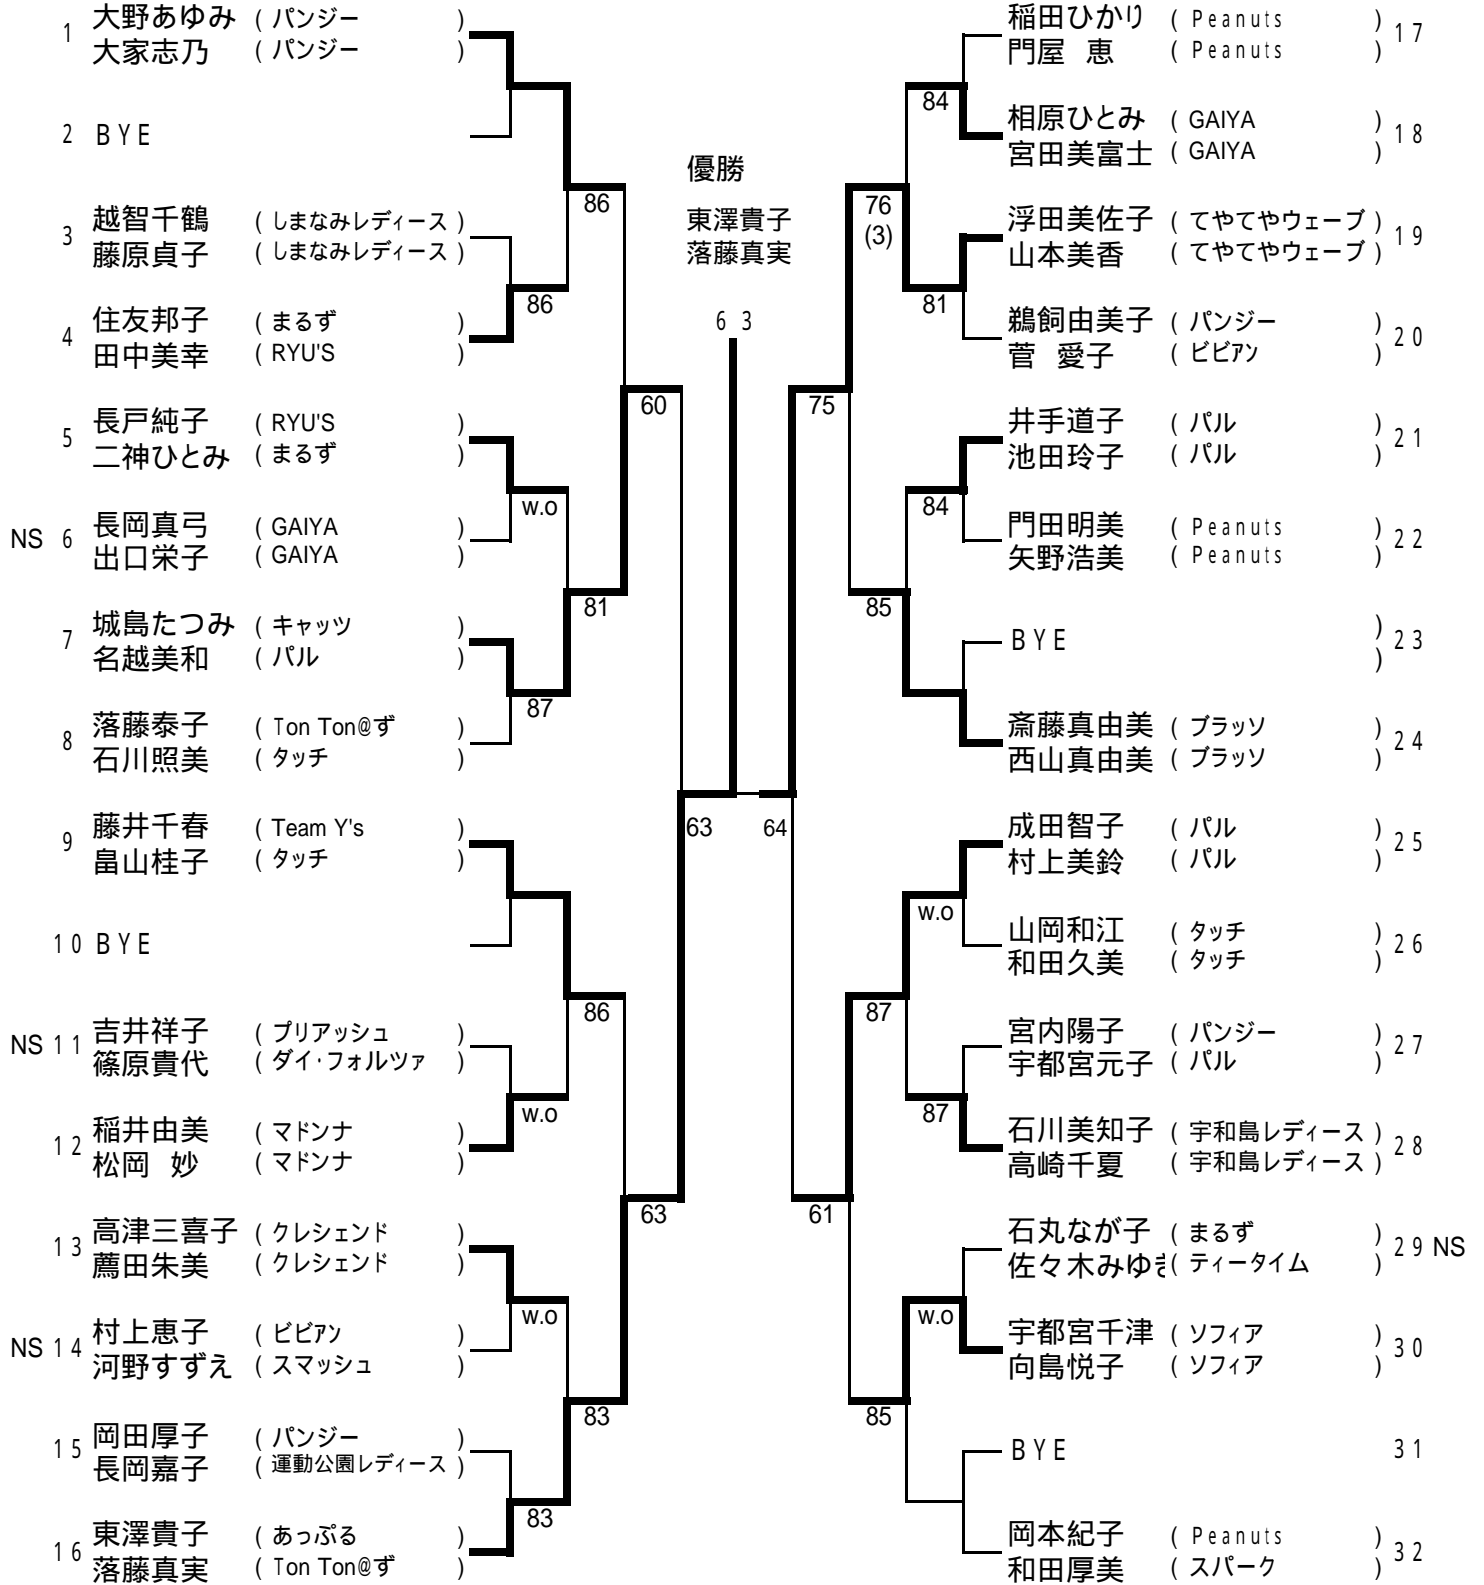 1 大野あゆみ ( パンジー )
大家志乃 ( パンジー )
2 BYE
3 越智千鶴 ( しまなみレディース )
藤原貞子 ( しまなみレディース )
4 住友邦子 ( まるず )
田中美幸 ( RYU'S )
5 長戸純子 ( RYU'S )
二神ひとみ ( まるず )
NS 6 長岡真弓 ( GAIYA )
出口栄子 ( GAIYA )
7 城島たつみ ( キャッツ )
名越美和 ( パル )
8 落藤泰子 ( Ton Ton@ず )
石川照美 ( タッチ )
9 藤井千春 ( Team Y's )
畠山桂子 ( タッチ )
10 BYE
NS 11 吉井祥子 ( プリアッシュ )
篠原貴代 ( ダイ・フォルツァ )
12 稲井由美 ( マドンナ )
松岡 妙 ( マドンナ )
13 高津三喜子 ( クレシェンド )
薦田朱美 ( クレシェンド )
NS 14 村上恵子 ( ビビアン )
河野すずえ ( スマッシュ )
15 岡田厚子 ( パンジー )
長岡嘉子 ( 運動公園レディース )
16 東澤貴子 ( あっぷる )
落藤真実 ( Ton Ton@ず )
86
w.o
87
w.o
w.o
83
86
81
86
83
60
63
63
優勝
東澤貴子
落藤真実
6 3
64
75
61
76
(3)
85
87
85
84
81
84
w.o
87
w.o
稲田ひかり ( Peanuts ) 17
門屋 恵 ( Peanuts )
相原ひとみ ( GAIYA ) 18
宮田美富士 ( GAIYA )
浮田美佐子 ( てやてやウェーブ ) 19
山本美香 ( てやてやウェーブ )
鵜飼由美子 ( パンジー ) 20
菅 愛子 ( ビビアン )
井手道子 ( パル ) 21
池田玲子 ( パル )
門田明美 ( Peanuts ) 22
矢野浩美 ( Peanuts )
BYE ) 23
)
斎藤真由美 ( ブラッソ ) 24
西山真由美 ( ブラッソ )
成田智子 ( パル ) 25
村上美鈴 ( パル )
山岡和江 ( タッチ ) 26
和田久美 ( タッチ )
宮内陽子 ( パンジー ) 27
宇都宮元子 ( パル )
石川美知子 ( 宇和島レディース ) 28
高崎千夏 ( 宇和島レディース )
石丸なが子 ( まるず ) 29 NS
佐々木みゆき ( ティータイム )
宇都宮千津 ( ソフィア ) 30
向島悦子 ( ソフィア )
BYE 31
岡本紀子 ( Peanuts ) 32
和田厚美 ( スパーク )